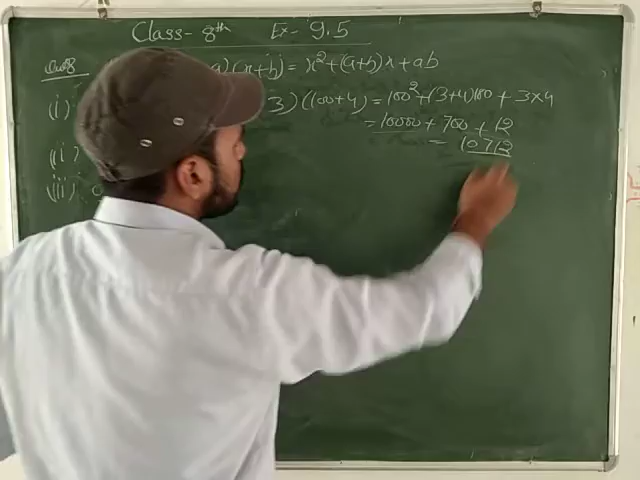 Class- 8th Ex- 9.5
a) (x+b) = x²+(a+b)x+ab
(i) 3) (100+4) = 100²+(3+4)100 + 3×4
= 10000 + 700 + 12
= 10712
(ii)
(iii)